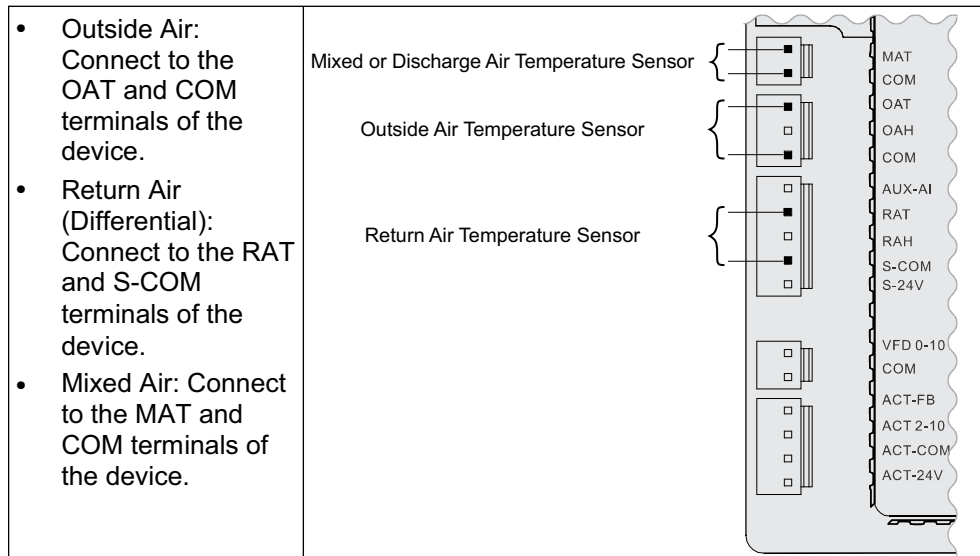 • Outside Air:
Connect to the
OAT and COM
terminals of the
device.
• Return Air
(Differential):
Connect to the RAT
and S-COM
terminals of the
device.
• Mixed Air: Connect
to the MAT and
COM terminals of
the device.
Mixed or Discharge Air Temperature Sensor
Outside Air Temperature Sensor
Return Air Temperature Sensor
MAT
COM
OAT
OAH
COM
AUX-AI
RAT
RAH
S-COM
S-24V
VFD 0-10
COM
ACT-FB
ACT 2-10
ACT-COM
ACT-24V